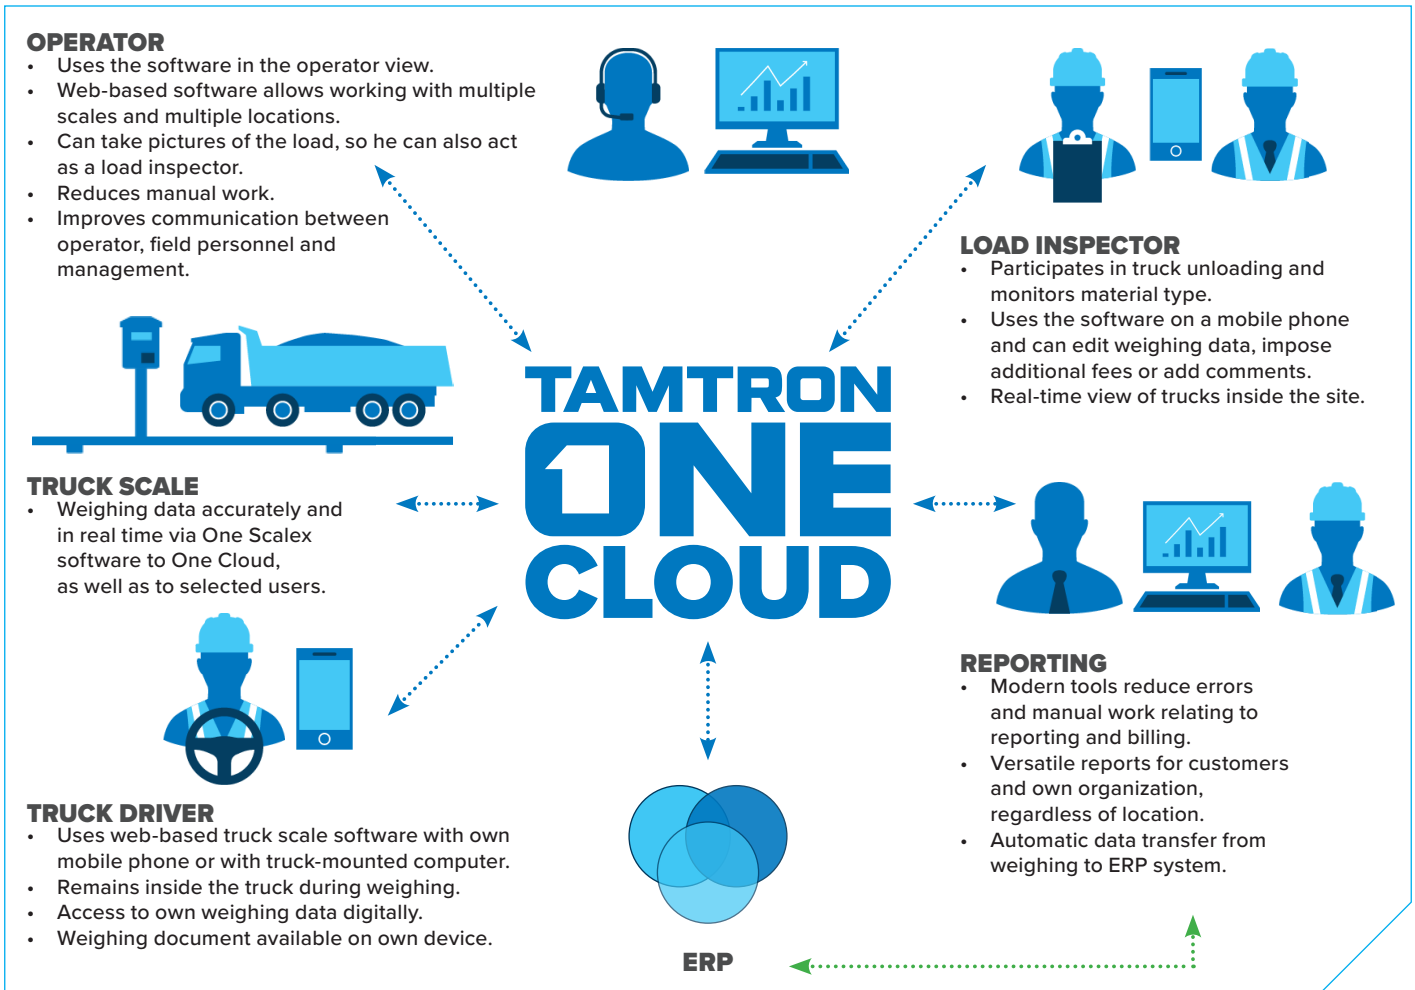 OPERATOR
• Uses the software in the operator view.
• Web-based software allows working with multiple
scales and multiple locations.
• Can take pictures of the load, so he can also act
as a load inspector.
• Reduces manual work.
• Improves communication between
operator, field personnel and
management.
LOAD INSPECTOR
• Participates in truck unloading and
monitors material type.
• Uses the software on a mobile phone
and can edit weighing data, impose
additional fees or add comments.
• Real-time view of trucks inside the site.
TAMTRON
ONE
CLOUD
TRUCK SCALE
• Weighing data accurately and
in real time via One Scalex
software to One Cloud,
as well as to selected users.
REPORTING
• Modern tools reduce errors
and manual work relating to
reporting and billing.
• Versatile reports for customers
and own organization,
regardless of location.
• Automatic data transfer from
weighing to ERP system.
TRUCK DRIVER
• Uses web-based truck scale software with own
mobile phone or with truck-mounted computer.
• Remains inside the truck during weighing.
• Access to own weighing data digitally.
• Weighing document available on own device.
ERP